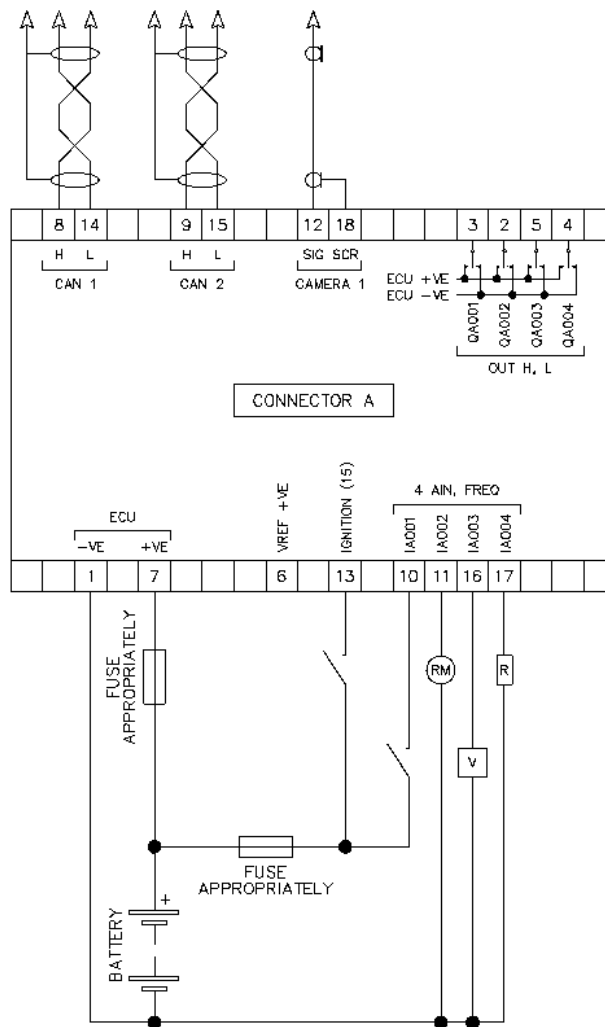 8 14 9 15 12 18 3 2 5 4
H L H L SIG SCR
CAN 1 CAN 2 CAMERA 1
ECU +VE
ECU -VE
QA001
QA002
QA003
QA004
OUT H, L
CONNECTOR A
4 AIN, FREQ
ECU
-VE +VE
VREF +VE
IGNITION (15)
IA001
IA002
IA003
IA004
1 7 6 13 10 11 16 17
FUSE
APPROPRIATELY
RM
R
V
FUSE
APPROPRIATELY
+
BATTERY